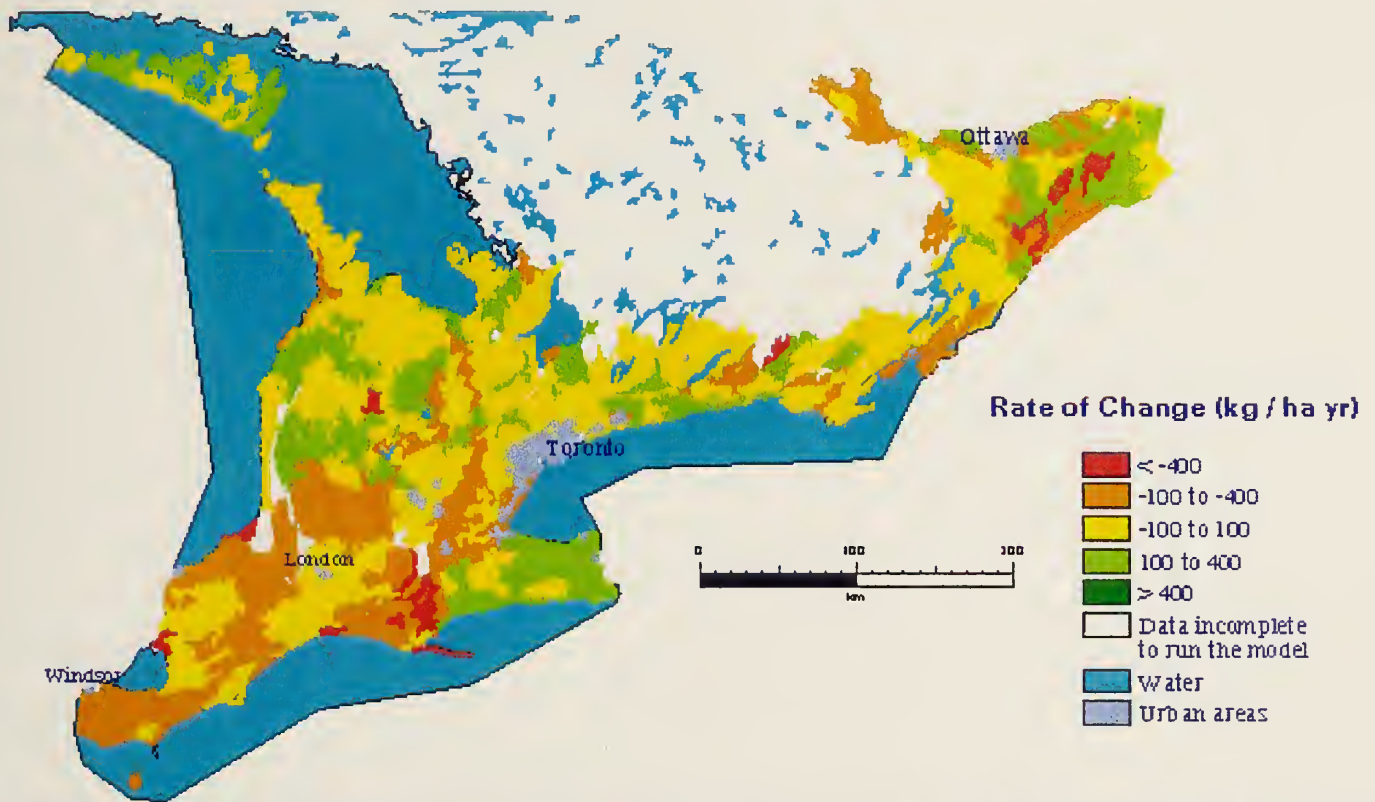 Ottawa
Toronto
London
Windsor
Rate of Change (kg / ha yr)
< -400
-100 to -400
-100 to 100
100 to 400
> 400
Data incomplete
to run the model
Water
Urban areas
0 100 200
km